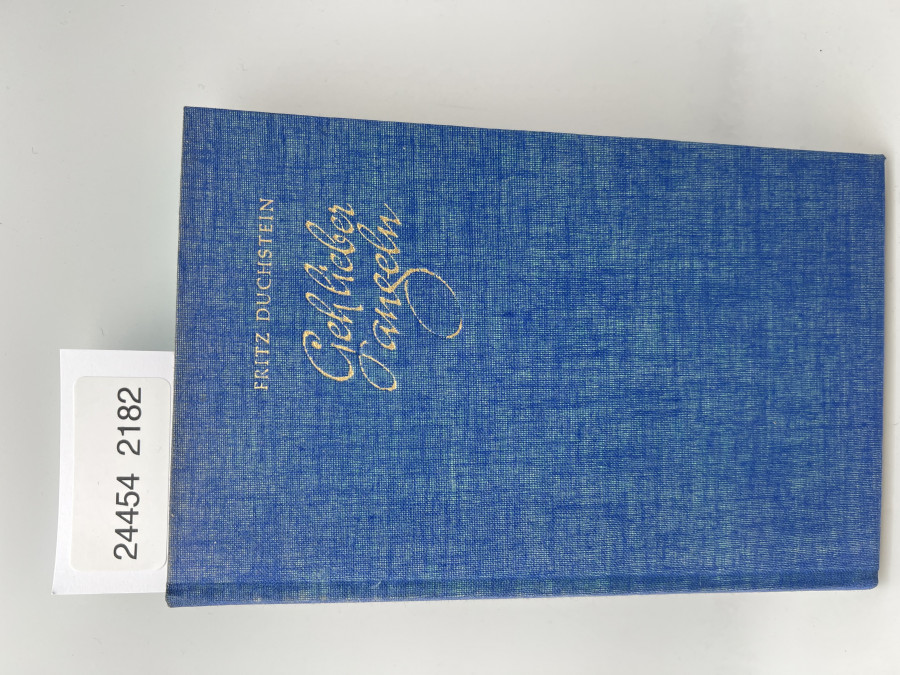 FRITZ DUCHSTEIN
Geh lieber
angeln
24454 2182